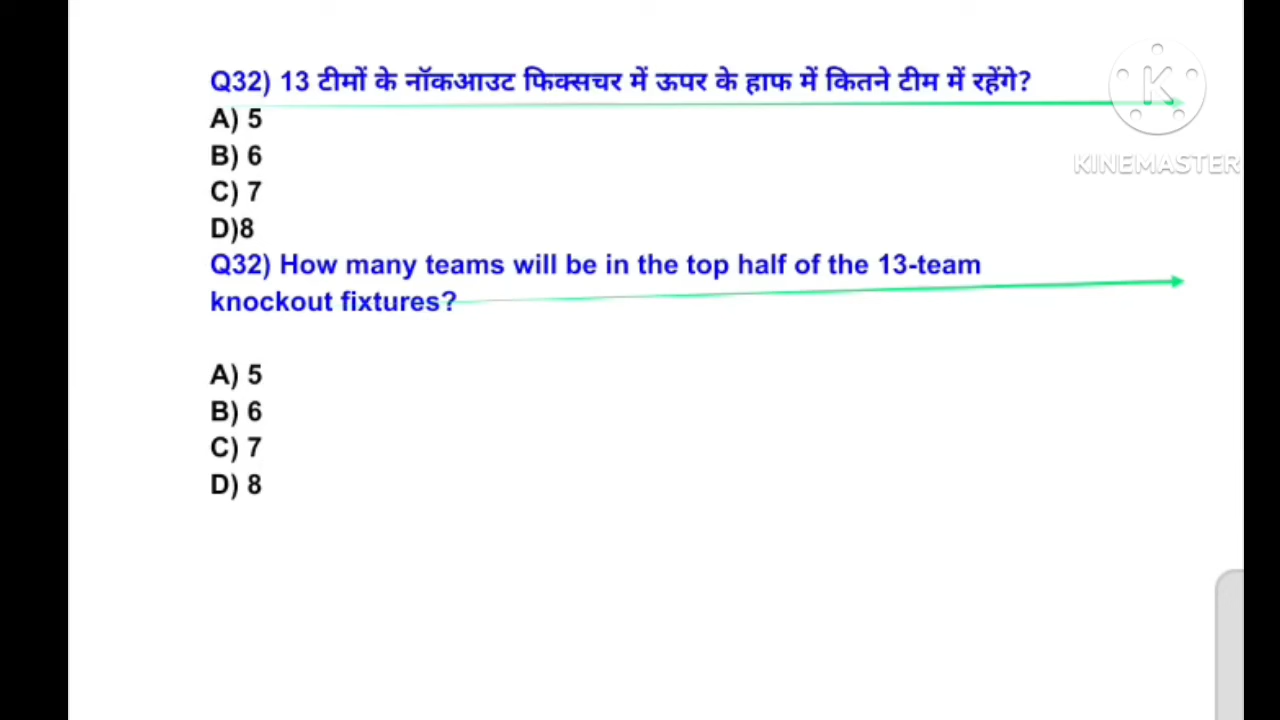 Q32) 13 टीमों के नॉकआउट फिक्सचर में ऊपर के हाफ में कितने टीम में रहेंगे?
A) 5
B) 6
C) 7
D)8
Q32) How many teams will be in the top half of the 13-team
knockout fixtures?
A) 5
B) 6
C) 7
D) 8
K
KINEMASTER